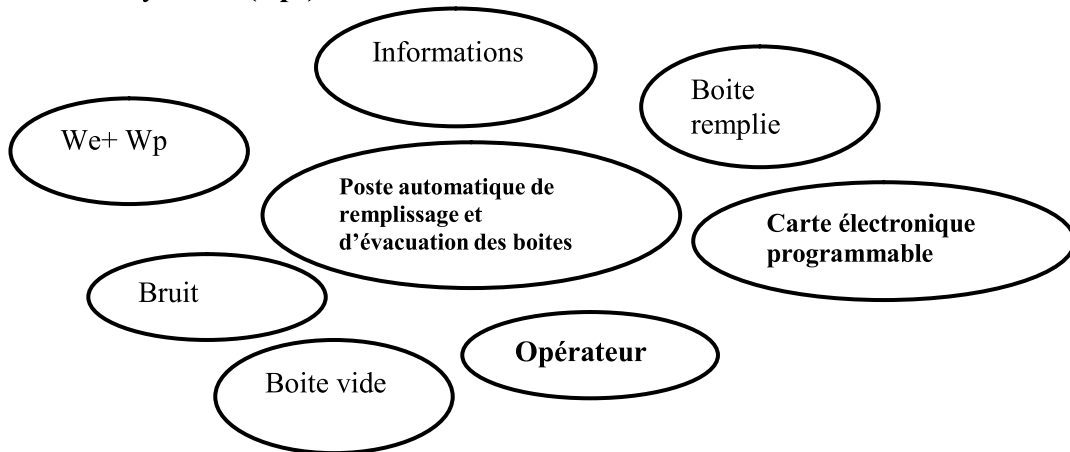 Informations
Boite
remplie
We+ Wp
Poste automatique de
remplissage et
d’évacuation des boites
Carte électronique
programmable
Bruit
Opérateur
Boite vide